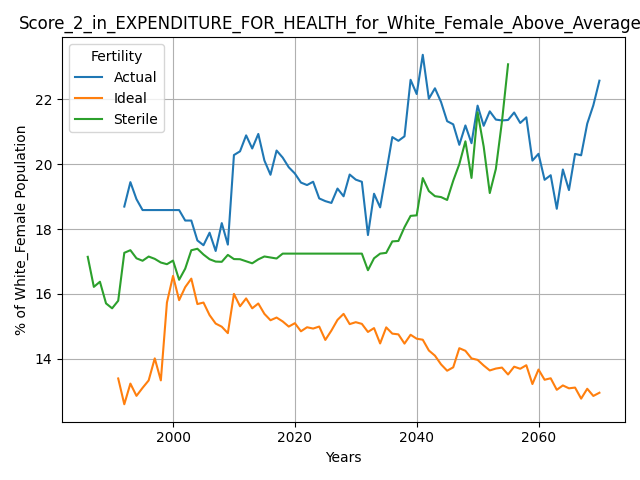 Score_2_in_EXPENDITURE_FOR_HEALTH_for_White_Female_Above_Average
Fertility
Actual
Ideal
Sterile
% of White_Female Population
22
20
18
16
14
2000 2020 2040 2060
Years